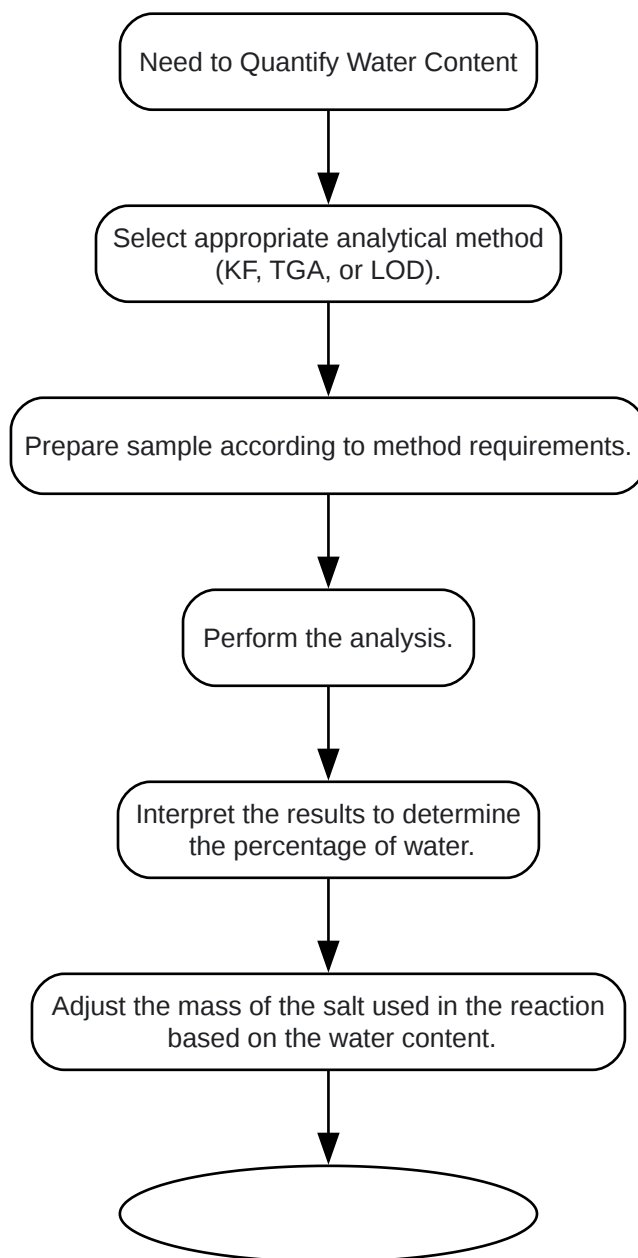 Need to Quantify Water Content
Select appropriate analytical method
(KF, TGA, or LOD).
Prepare sample according to method requirements.
Perform the analysis.
Interpret the results to determine
the percentage of water.
Adjust the mass of the salt used in the reaction
based on the water content.